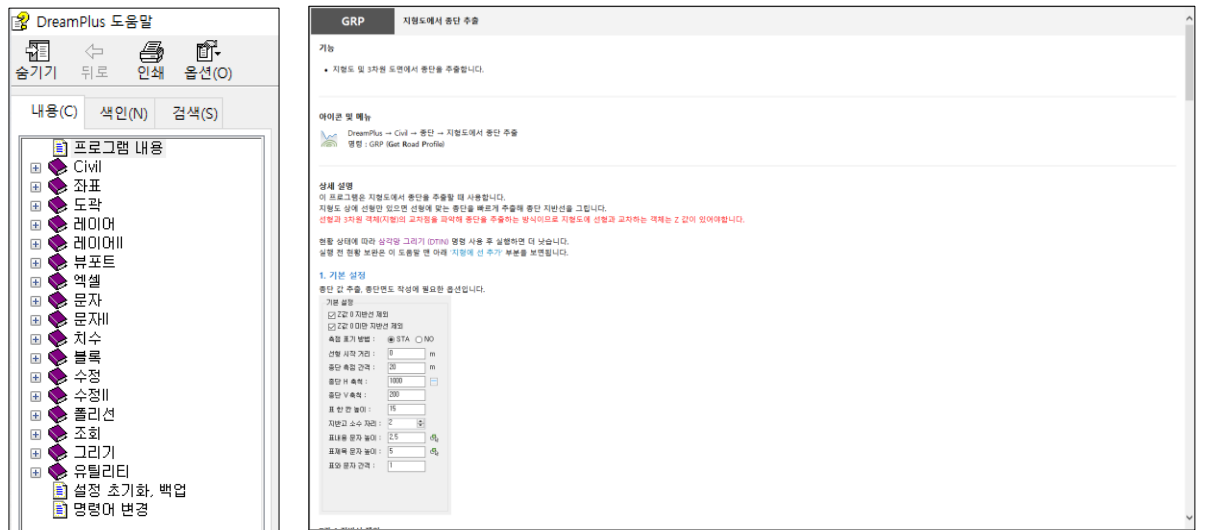 DreamPlus 도움말
숨기기 뒤로 인쇄 옵션(O)
내용(C) 색인(N) 검색(S)
프로그램 내용
Civil
좌표
도곽
레이어
레이어II
뷰포트
엑셀
문자
문자II
치수
블록
수정
수정II
폴리선
조회
그리기
유틸리티
설정 초기화, 백업
명령어 변경
GRP 지형도에서 종단 추출
기능
• 지형도 및 3차원 도면에서 종단을 추출합니다.
아이콘 및 메뉴
DreamPlus → Civil → 종단 → 지형도에서 종단 추출
명령 : GRP (Get Road Profile)
상세 설명
이 프로그램은 지형도에서 종단을 추출할 때 사용합니다.
지형도 상에 선형만 있으면 선형에 맞는 종단을 빠르게 추출해 종단 지반선을 그립니다.
선형과 3차원 객체(지형)의 교차점을 파악해 종단을 추출하는 방식이므로 지형도에 선형과 교차하는 객체는 Z 값이 있어야합니다.
현황 상태에 따라 삼각망 그리기 (DTIN) 명령 사용 후 실행하면 더 낫습니다.
실행 전 현황 보완은 이 도움말 맨 아래 '지형에 선 추가' 부분을 보면됩니다.
1. 기본 설정
종단 값 추출, 종단면도 작성에 필요한 옵션입니다.
기본 설정
Z값 0 지반선 제외
Z값 0 미만 지반선 제외
측점 표기 방법 : STA NO
선형 시작 거리 : 0 m
종단 측점 간격 : 20 m
종단 H 축척 : 1000
종단 V 축척 : 200
표 한 칸 높이 : 15
지반고 소수 자리 : 2
표내용 문자 높이 : 2.5
표제목 문자 높이 : 5
표와 문자 간격 : 1